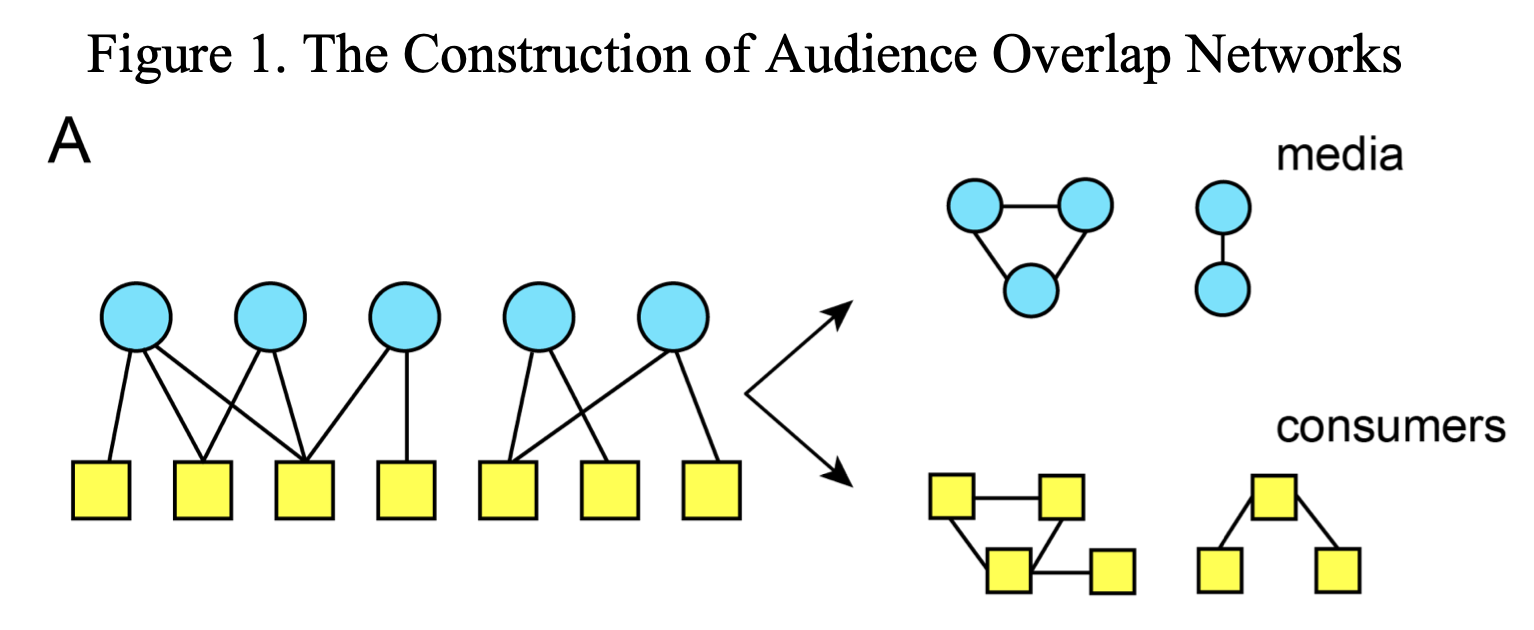 Figure 1. The Construction of Audience Overlap Networks
A
media
consumers